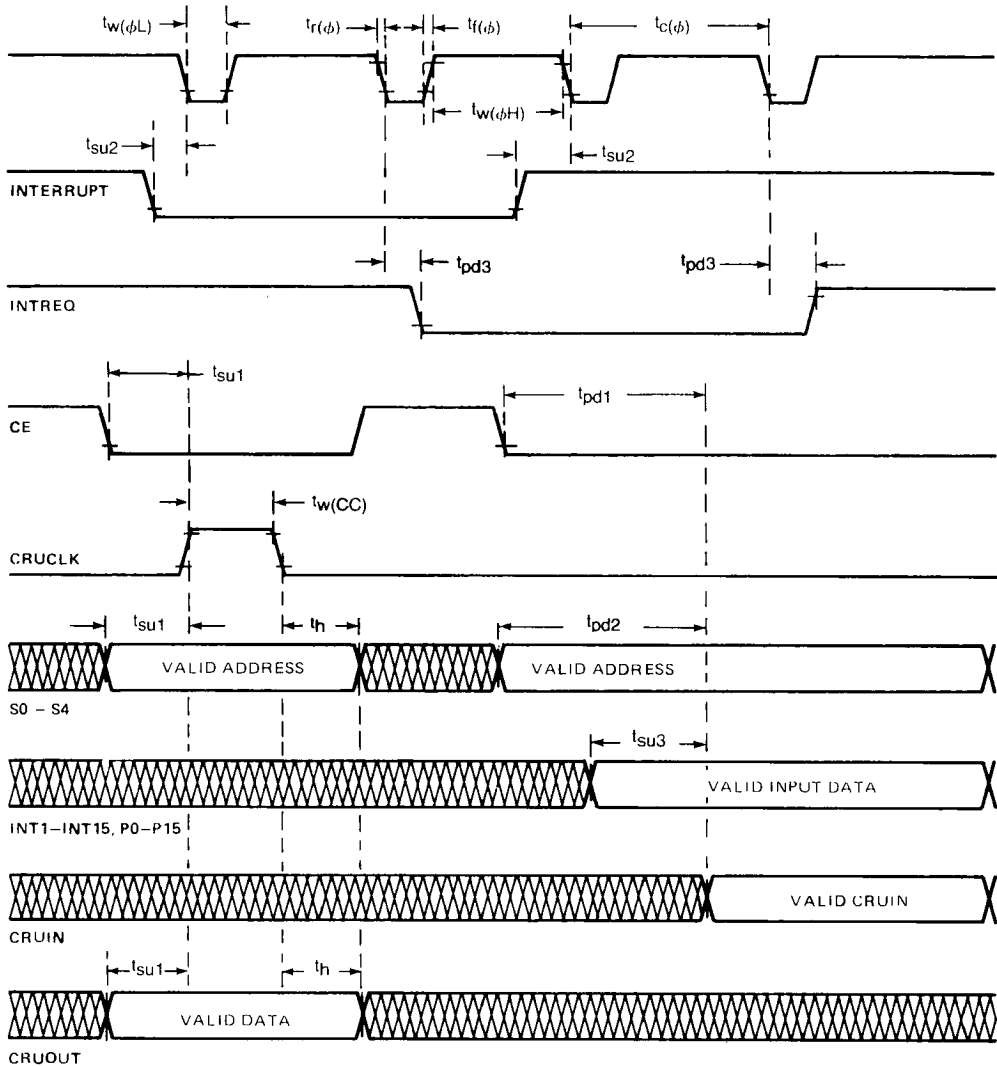 tw(φL) tr(φ) tf(φ) tc(φ)
tw(φH)
tsu2 tsu2
INTERRUPT
tpd3 tpd3
INTREQ
tsu1
tpd1
CE
tw(CC)
CRUCLK
tsu1 th tpd2
VALID ADDRESS VALID ADDRESS
S0 – S4
tsu3
VALID INPUT DATA
INT1–INT15, P0–P15
VALID CRUIN
CRUIN
tsu1 th
VALID DATA
CRUOUT